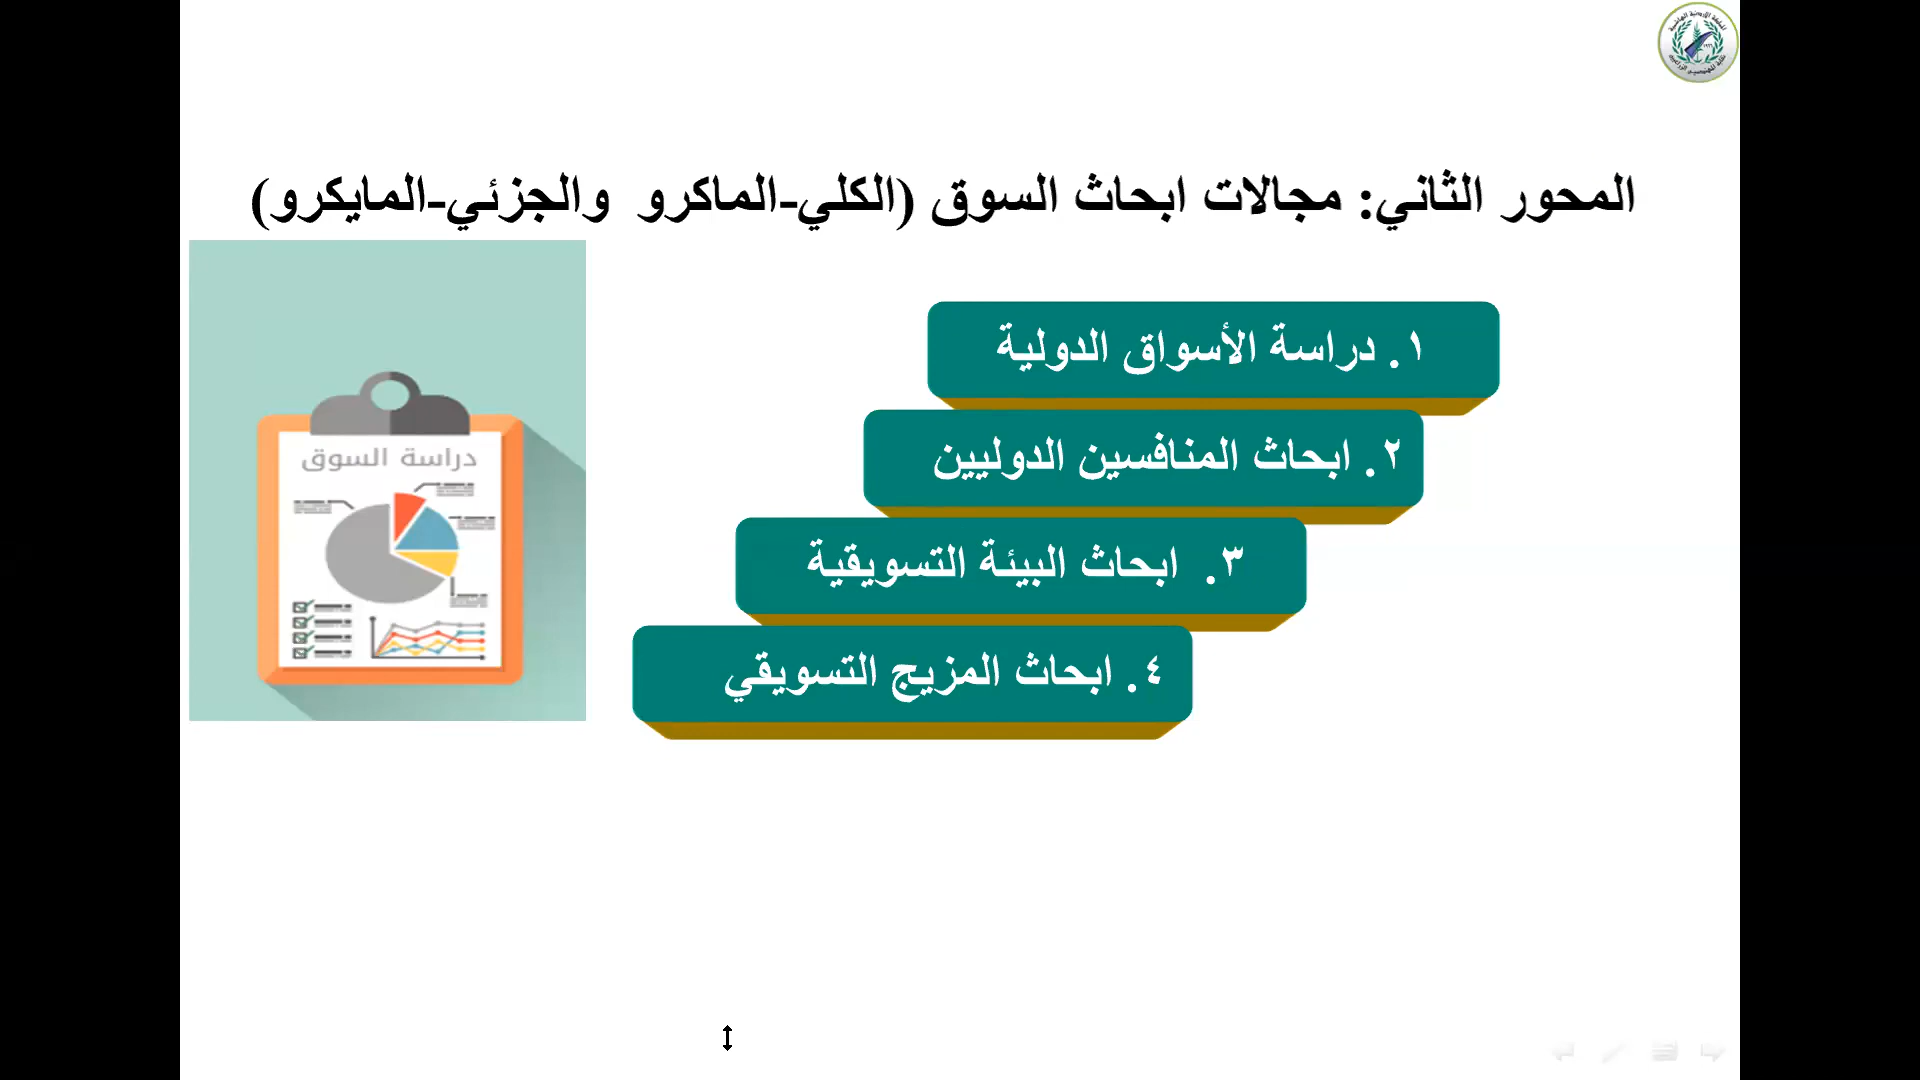 المحور الثاني: مجالات ابحاث السوق (الكلي-الماكرو والجزئي-المايكرو)
١. دراسة الأسواق الدولية
٢. ابحاث المنافسين الدوليين
٣. ابحاث البيئة التسويقية
٤. ابحاث المزيج التسويقي
دراسة السوق